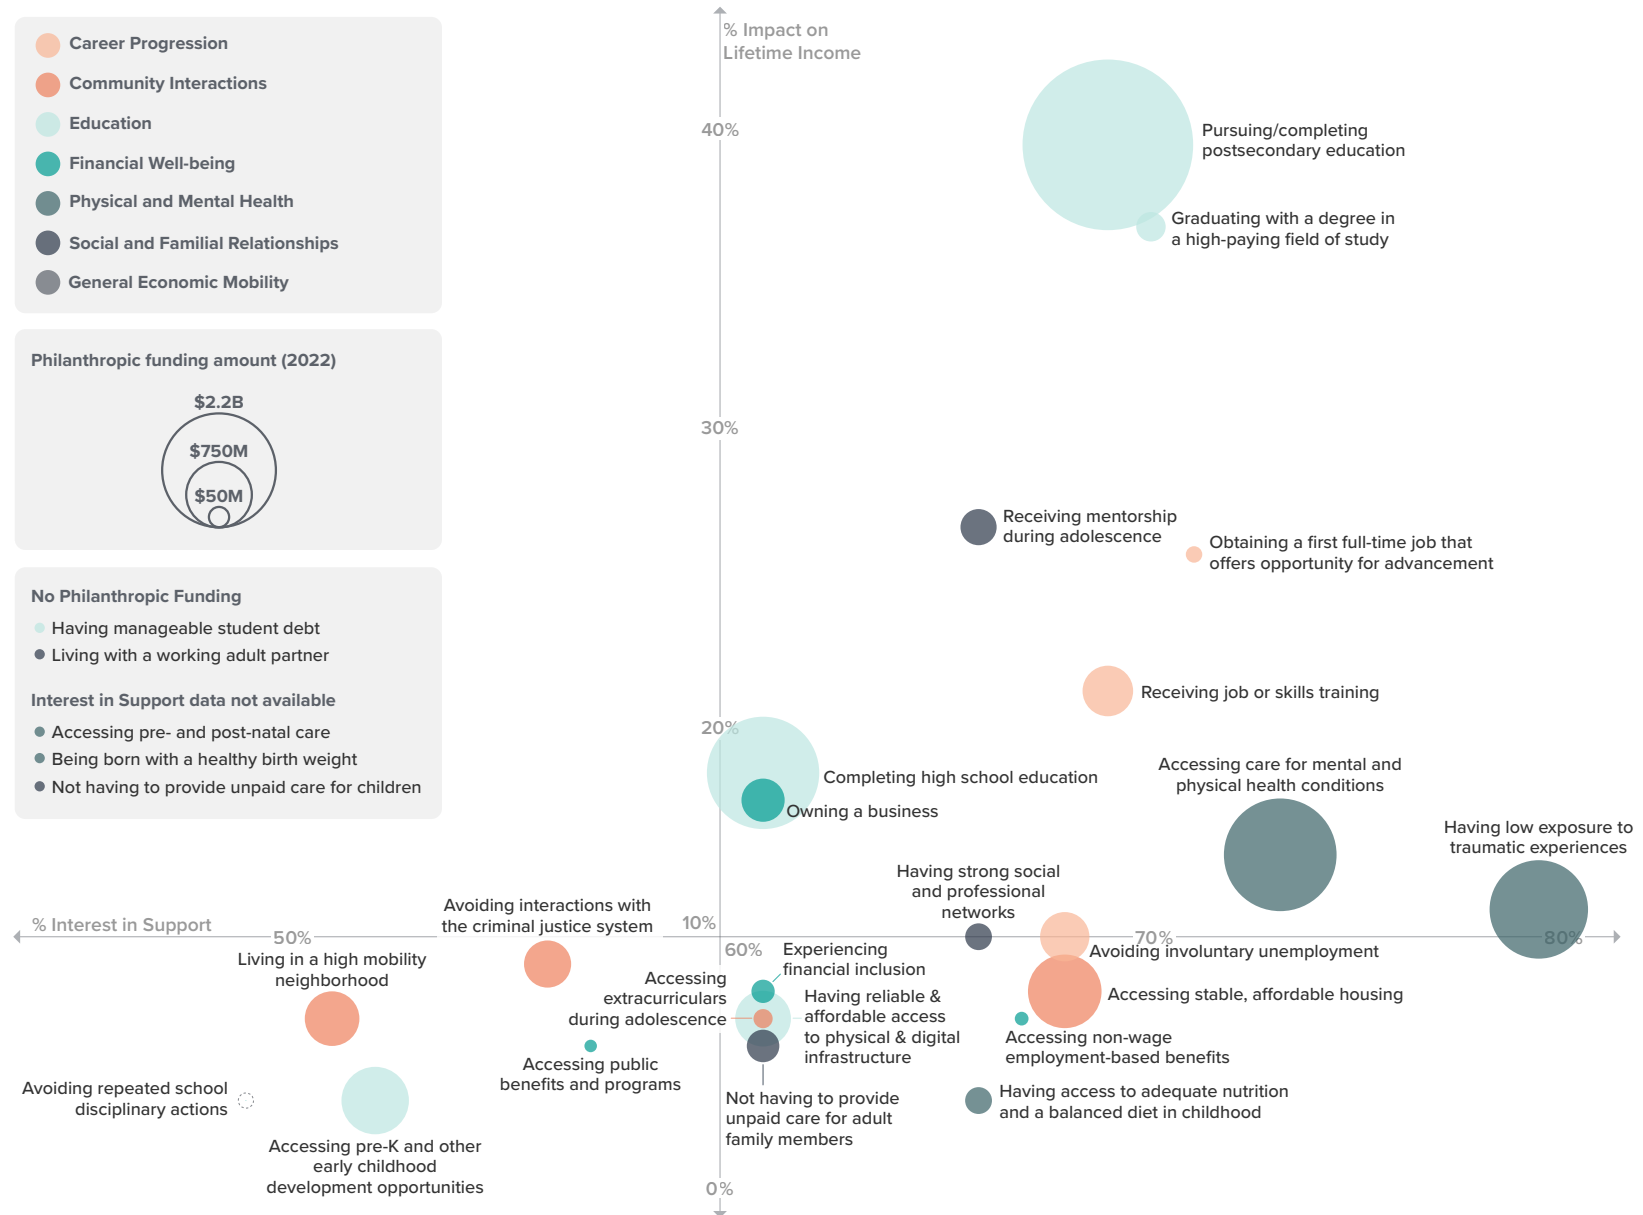 Career Progression
Community Interactions
Education
Financial Well-being
Physical and Mental Health
Social and Familial Relationships
General Economic Mobility
Philanthropic funding amount (2022)
$2.2B
$750M
$50M
No Philanthropic Funding
Having manageable student debt
Living with a working adult partner
Interest in Support data not available
Accessing pre- and post-natal care
Being born with a healthy birth weight
Not having to provide unpaid care for children
% Impact on
Lifetime Income
40%
30%
20%
10%
0%
% Interest in Support
50%
60%
70%
80%
Pursuing/completing
postsecondary education
Graduating with a degree in
a high-paying field of study
Receiving mentorship
during adolescence
Obtaining a first full-time job that
offers opportunity for advancement
Receiving job or skills training
Completing high school education
Owning a business
Accessing care for mental and
physical health conditions
Having low exposure to
traumatic experiences
Having strong social
and professional
networks
Avoiding involuntary unemployment
Avoiding interactions with
the criminal justice system
Living in a high mobility
neighborhood
Experiencing
financial inclusion
Accessing
extracurriculars
during adolescence
Having reliable &
affordable access
to physical & digital
infrastructure
Accessing stable, affordable housing
Accessing non-wage
employment-based benefits
Accessing public
benefits and programs
Avoiding repeated school
disciplinary actions
Having access to adequate nutrition
and a balanced diet in childhood
Not having to provide
unpaid care for adult
family members
Accessing pre-K and other
early childhood
development opportunities